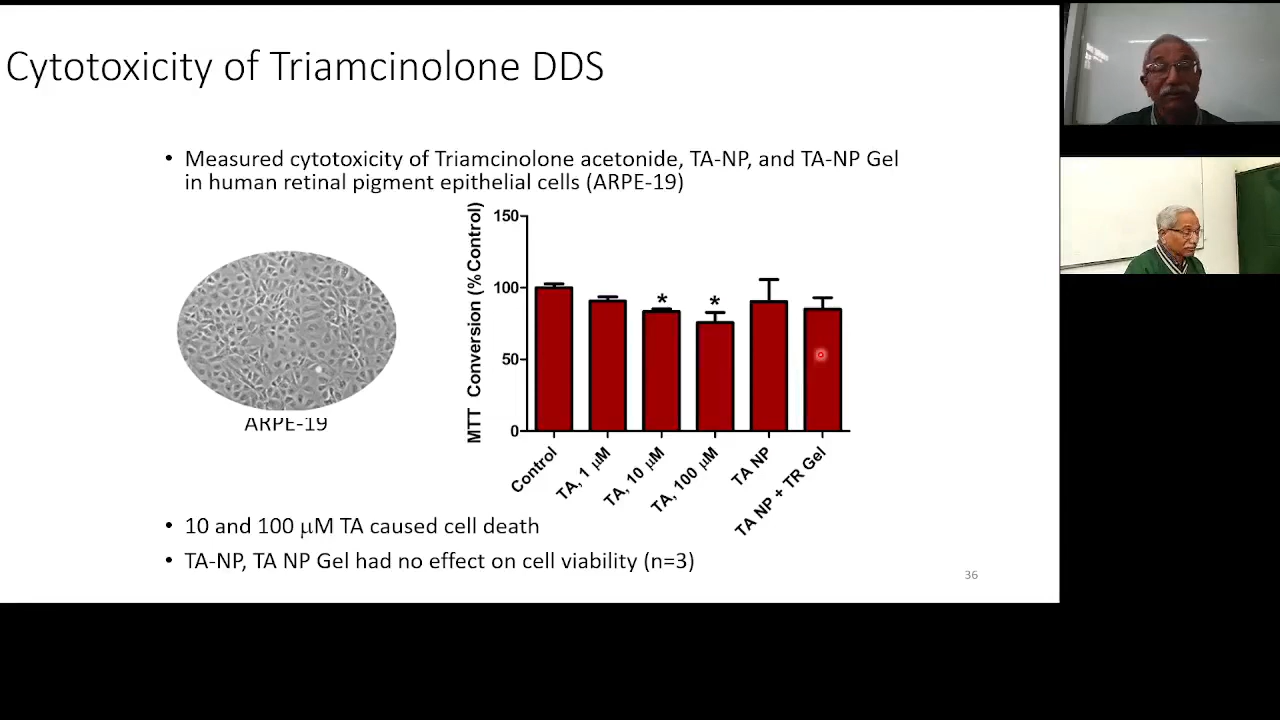 Cytotoxicity of Triamcinolone DDS
• Measured cytotoxicity of Triamcinolone acetonide, TA-NP, and TA-NP Gel
in human retinal pigment epithelial cells (ARPE-19)
ARPE-19
MTT Conversion (%Control)
150
100
50
0
* *
Control
TA, 1 μM
TA, 10 μM
TA, 100 μM
TA NP
TA NP + TR Gel
• 10 and 100 μM TA caused cell death
• TA-NP, TA NP Gel had no effect on cell viability (n=3)
36